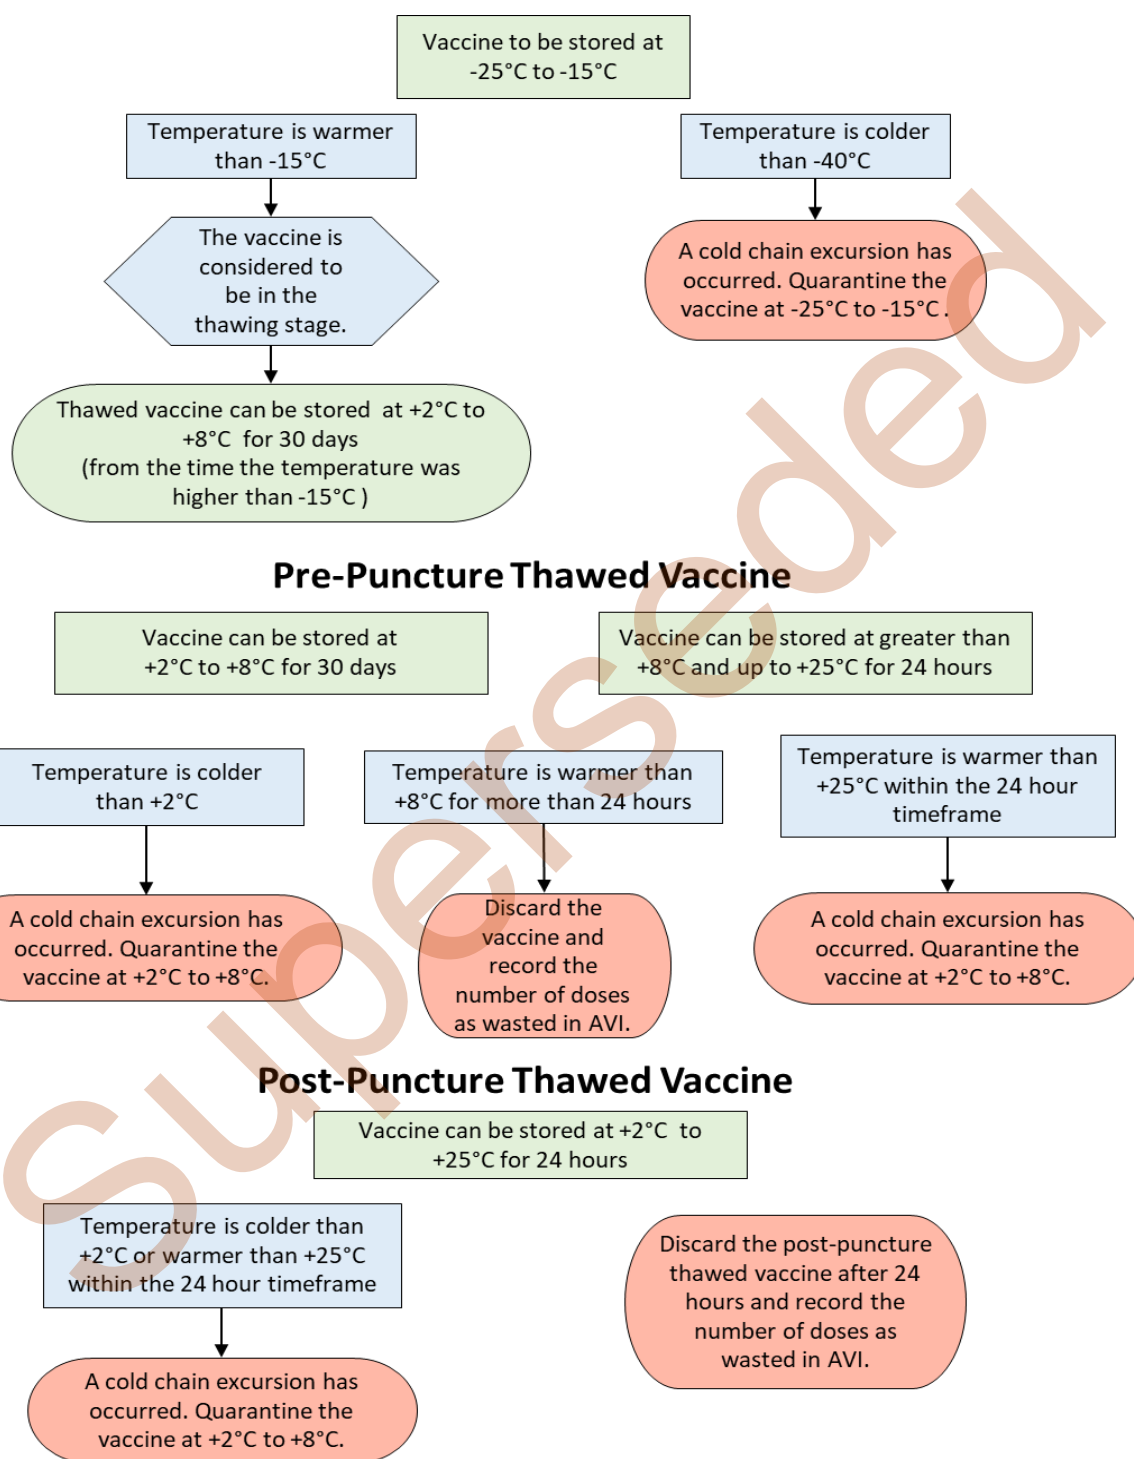 Vaccine to be stored at
-25°C to -15°C
Temperature is warmer
than -15°C
Temperature is colder
than -40°C
The vaccine is
considered to
be in the
thawing stage.
A cold chain excursion has
occurred. Quarantine the
vaccine at -25°C to -15°C .
Thawed vaccine can be stored at +2°C to
+8°C for 30 days
(from the time the temperature was
higher than -15°C )
Pre-Puncture Thawed Vaccine
Vaccine can be stored at
+2°C to +8°C for 30 days
Vaccine can be stored at greater than
+8°C and up to +25°C for 24 hours
Temperature is colder
than +2°C
Temperature is warmer than
+8°C for more than 24 hours
Temperature is warmer than
+25°C within the 24 hour
timeframe
A cold chain excursion has
occurred. Quarantine the
vaccine at +2°C to +8°C.
Discard the
vaccine and
record the
number of doses
as wasted in AVI.
A cold chain excursion has
occurred. Quarantine the
vaccine at +2°C to +8°C.
Post-Puncture Thawed Vaccine
Vaccine can be stored at +2°C to
+25°C for 24 hours
Temperature is colder than
+2°C or warmer than +25°C
within the 24 hour timeframe
Discard the post-puncture
thawed vaccine after 24
hours and record the
number of doses as
wasted in AVI.
A cold chain excursion has
occurred. Quarantine the
vaccine at +2°C to +8°C.
Superseded